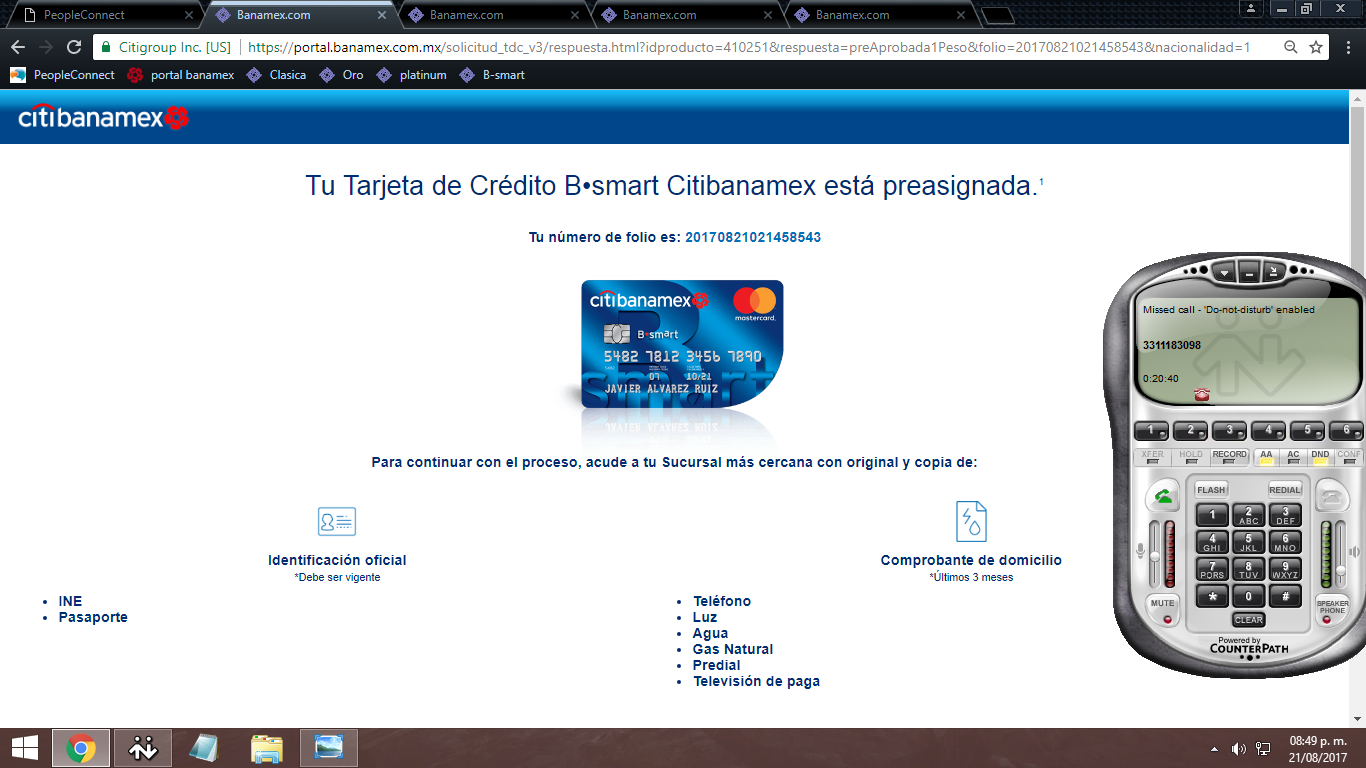 PeopleConnect
Banamex.com
Banamex.com
Banamex.com
Banamex.com
Citigroup Inc. [US]
https://portal.banamex.com.mx/solicitud_tdc_v3/respuesta.html?idproducto=410251&respuesta=preAprobada1Peso&folio=20170821021458543&nacionalidad=1
PeopleConnect
portal banamex
Clasica
Oro
platinum
B-smart
citibanamex
Tu Tarjeta de Crédito B•smart Citibanamex está preasignada.1
Tu número de folio es: 20170821021458543
citibanamex
mastercard.
B•smart
5482 7812 3456 7890
5482
07 10/21
JAVIER ALVAREZ RUIZ
Para continuar con el proceso, acude a tu Sucursal más cercana con original y copia de:
Identificación oficial
*Debe ser vigente
• INE
• Pasaporte
Comprobante de domicilio
*Últimos 3 meses
• Teléfono
• Luz
• Agua
• Gas Natural
• Predial
• Televisión de paga
Missed call - 'Do-not-disturb' enabled
3311183098
0:20:40
1 2 3 4 5 6
XFER HOLD RECORD AA AC DND CONF
FLASH REDIAL
1 2 ABC 3 DEF
4 GHI 5 JKL 6 MNO
7 PQRS 8 TUV 9 WXYZ
* 0 #
MUTE
SPEAKER PHONE
CLEAR
Powered by
COUNTERPATH
08:49 p. m.
21/08/2017